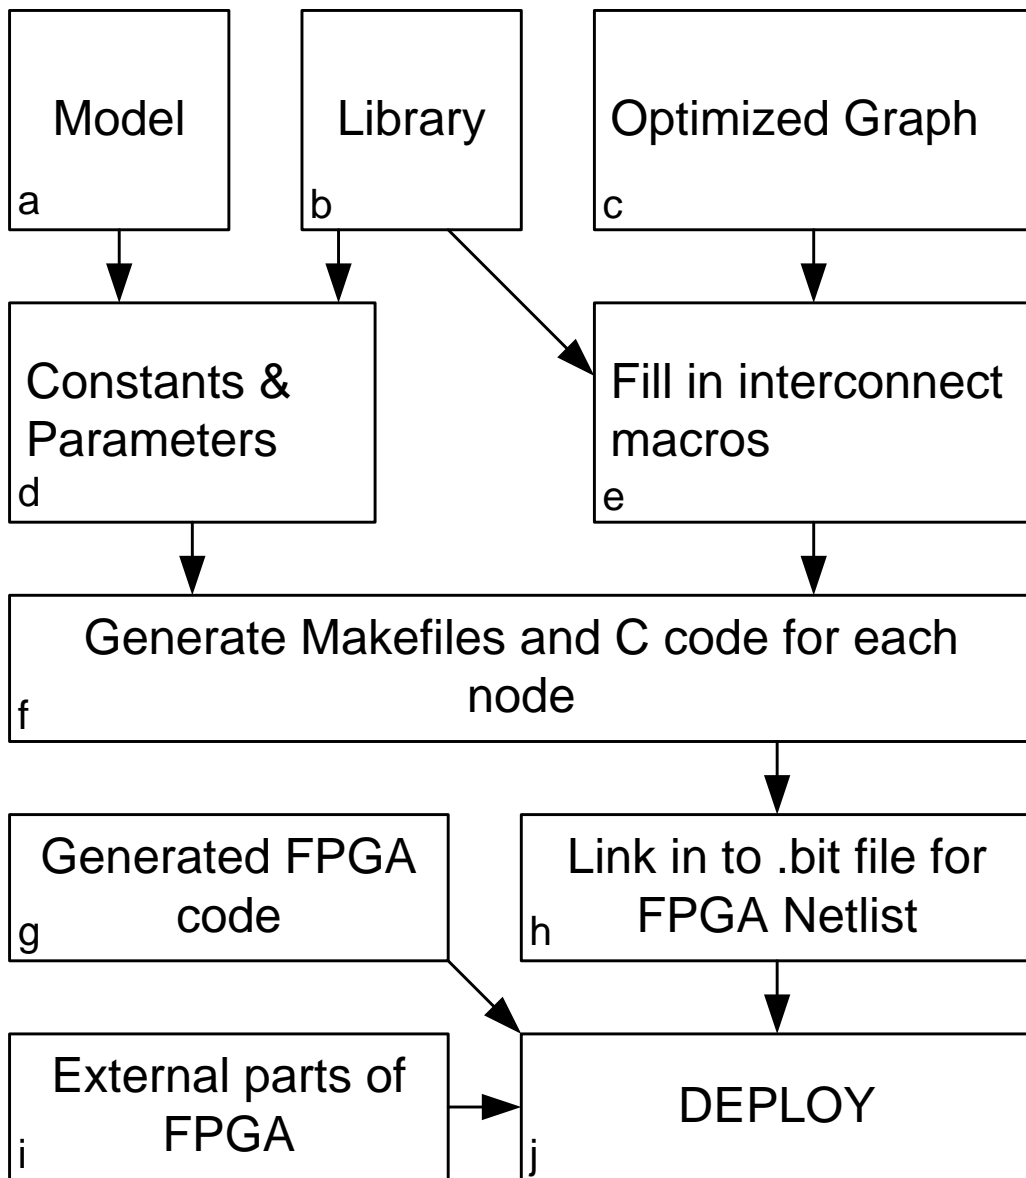 Model
a
Library
b
Optimized Graph
c
Constants &
Parameters
d
Fill in interconnect
macros
e
Generate Makefiles and C code for each
node
f
Generated FPGA
code
g
Link in to .bit file for
FPGA Netlist
h
External parts of
FPGA
i
DEPLOY
j